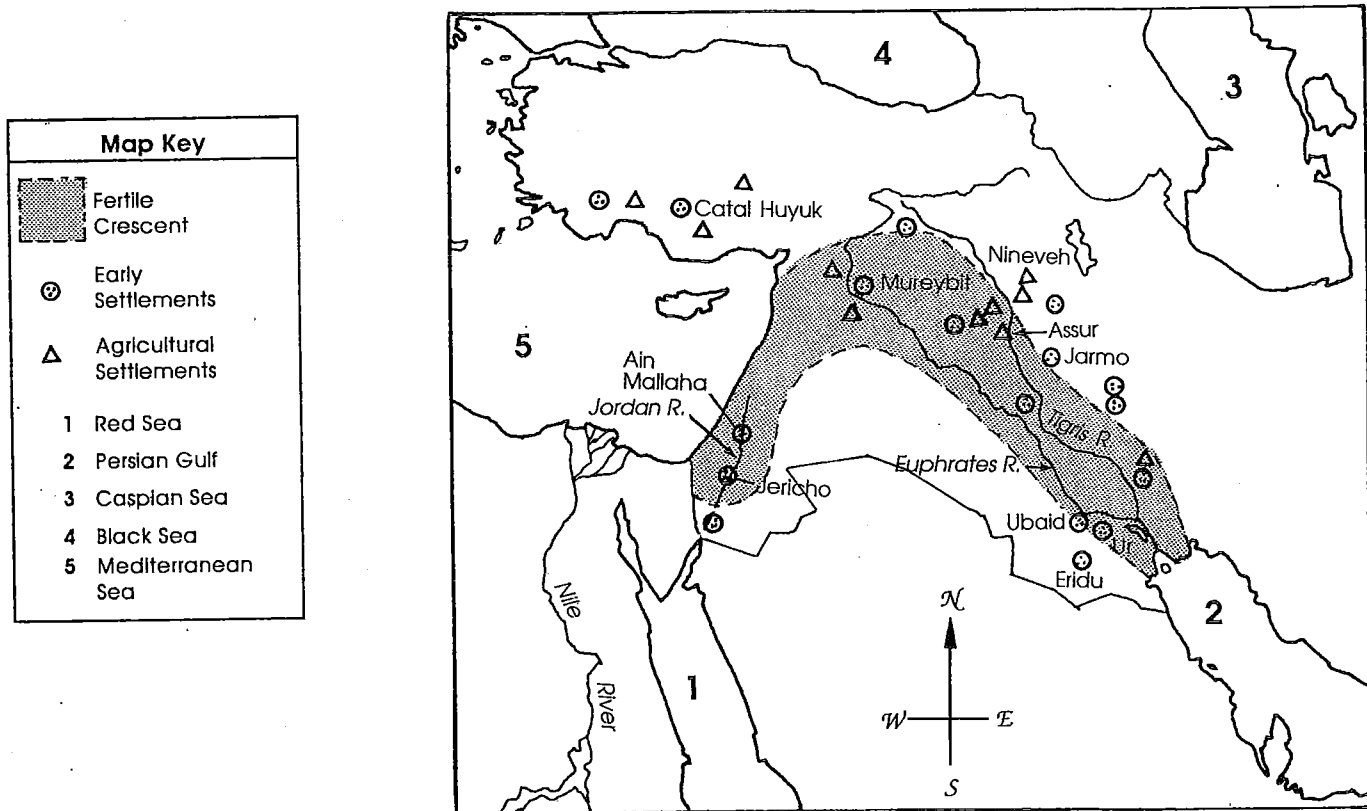 Map Key
Fertile
Crescent
Early
Settlements
Agricultural
Settlements
1 Red Sea
2 Persian Gulf
3 Caspian Sea
4 Black Sea
5 Mediterranean
Sea
4
3
Catal Huyuk
Nineveh
Mureybit
Assur
5
Jarmo
Ain
Mallaha
Jordan R.
Tigris R.
Euphrates R.
Jericho
Ubaid
Ur
Eridu
Nile
River
N
2
1
W
E
S